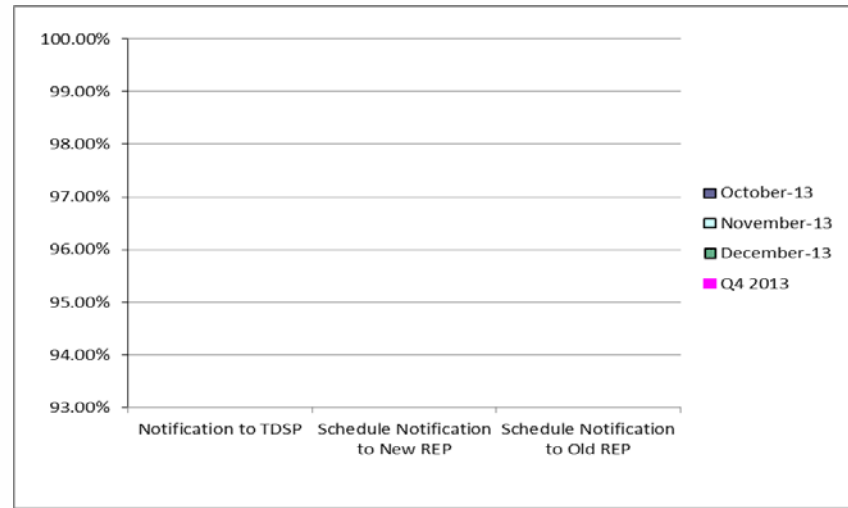 100.00%
99.00%
98.00%
97.00%
96.00%
95.00%
94.00%
93.00%
Notification to TDSP
Schedule Notification
to New REP
Schedule Notification
to Old REP
October-13
November-13
December-13
Q4 2013